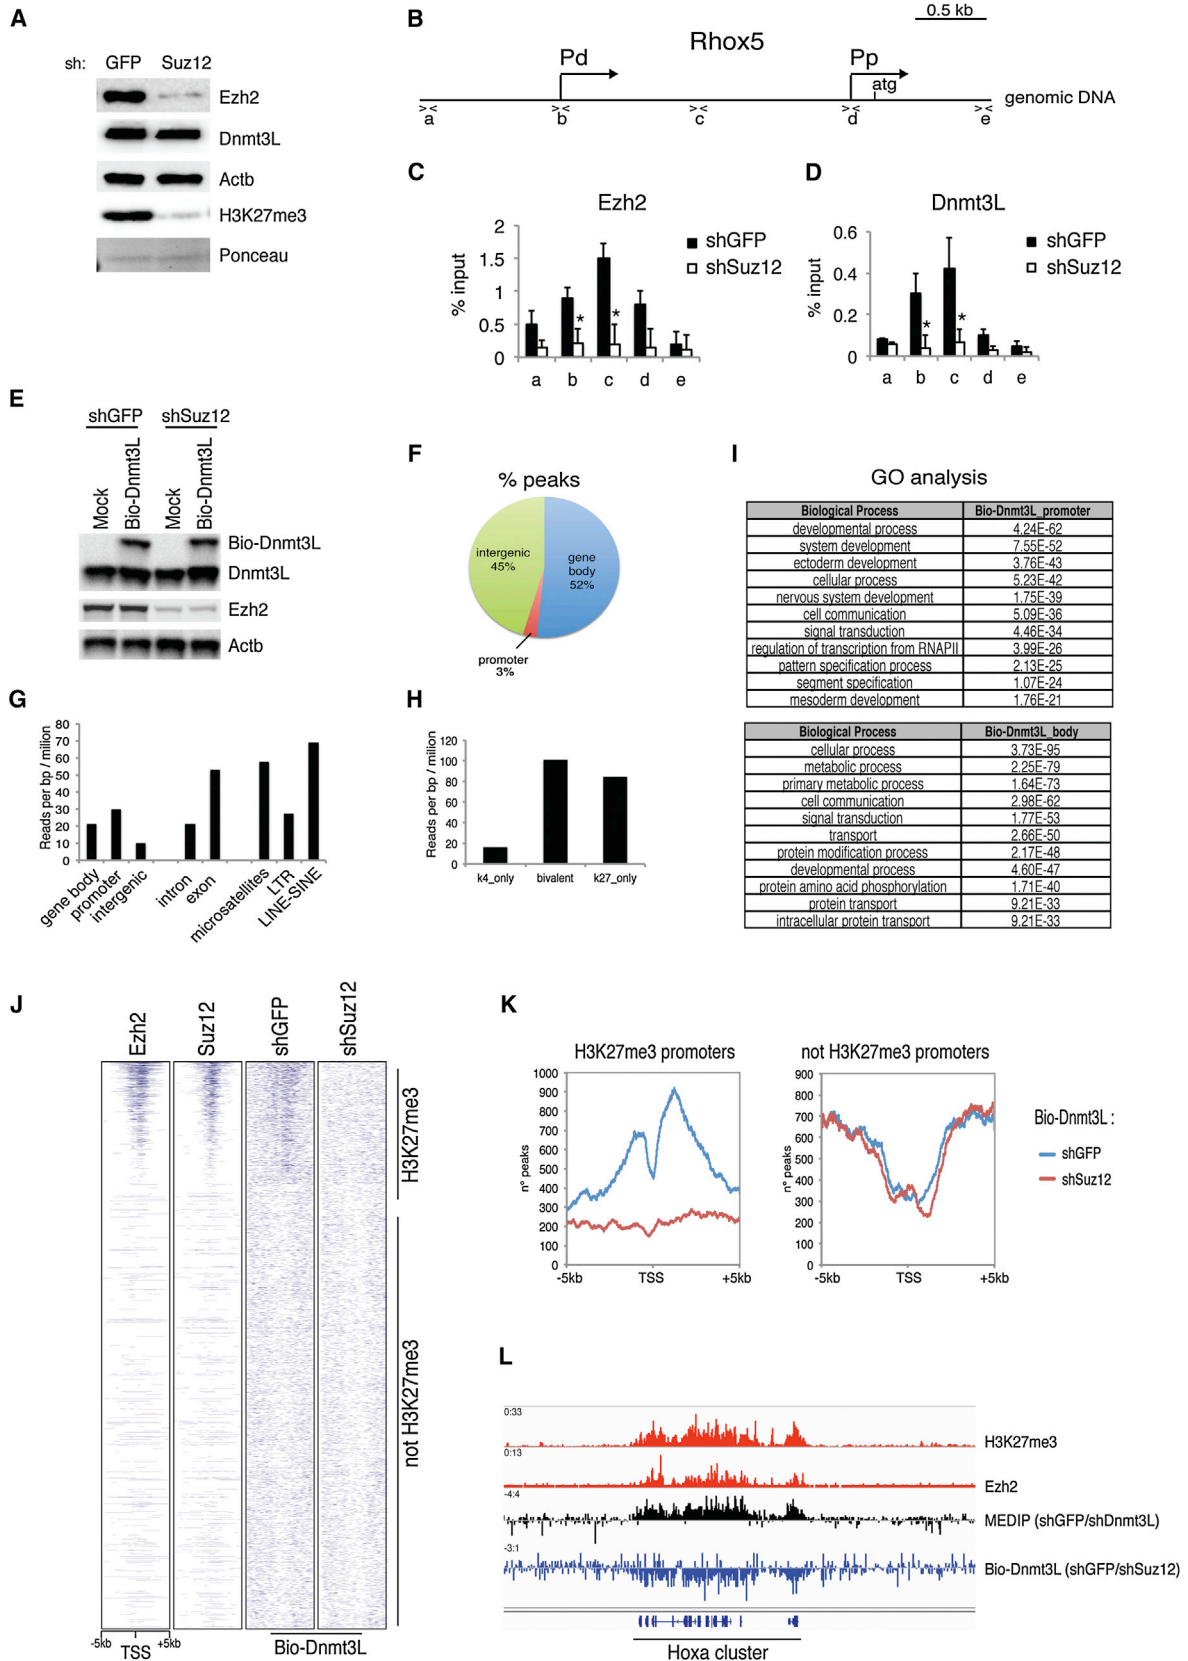 A
sh: GFP Suz12
Ezh2
Dnmt3L
Actb
H3K27me3
Ponceau
B
0.5 kb
Rhox5
Pd
Pp
atg
genomic DNA
> < > < > < > < > <
a b c d e
C
Ezh2
% input
2
1.5
1
0.5
0
shGFP
shSuz12
* *
a b c d e
D
Dnmt3L
% input
0.6
0.4
0.2
0
shGFP
shSuz12
* *
a b c d e
E
shGFP shSuz12
Mock
Bio-Dnmt3L
Mock
Bio-Dnmt3L
Bio-Dnmt3L
Dnmt3L
Ezh2
Actb
F
% peaks
intergenic
45%
gene
body
52%
promoter
3%
G
Reads per bp / milion
80
70
60
50
40
30
20
10
0
gene body
promoter
intergenic
intron
exon
microsatellites
LTR
LINE-SINE
H
Reads per bp / milion
120
100
80
60
40
20
0
k4_only bivalent k27_only
I
GO analysis
Biological Process Bio-Dnmt3L_promoter
developmental process 4.24E-62
system development 7.55E-52
ectoderm development 3.76E-43
cellular process 5.23E-42
nervous system development 1.75E-39
cell communication 5.09E-36
signal transduction 4.46E-34
regulation of transcription from RNAPII 3.99E-26
pattern specification process 2.13E-25
segment specification 1.07E-24
mesoderm development 1.76E-21
Biological Process Bio-Dnmt3L_body
cellular process 3.73E-95
metabolic process 2.25E-79
primary metabolic process 1.64E-73
cell communication 2.98E-62
signal transduction 1.77E-53
transport 2.66E-50
protein modification process 2.17E-48
developmental process 4.60E-47
protein amino acid phosphorylation 1.71E-40
protein transport 9.21E-33
intracellular protein transport 9.21E-33
J
Ezh2
Suz12
shGFP
shSuz12
H3K27me3
not H3K27me3
-5kb TSS +5kb
Bio-Dnmt3L
K
H3K27me3 promoters
n° peaks
1000
900
800
700
600
500
400
300
200
100
0
-5kb TSS +5kb
not H3K27me3 promoters
n° peaks
900
800
700
600
500
400
300
200
100
0
-5kb TSS +5kb
Bio-Dnmt3L :
shGFP
shSuz12
L
0:33
H3K27me3
0:13
Ezh2
-4:4
MEDIP (shGFP/shDnmt3L)
-3:1
Bio-Dnmt3L (shGFP/shSuz12)
Hoxa cluster